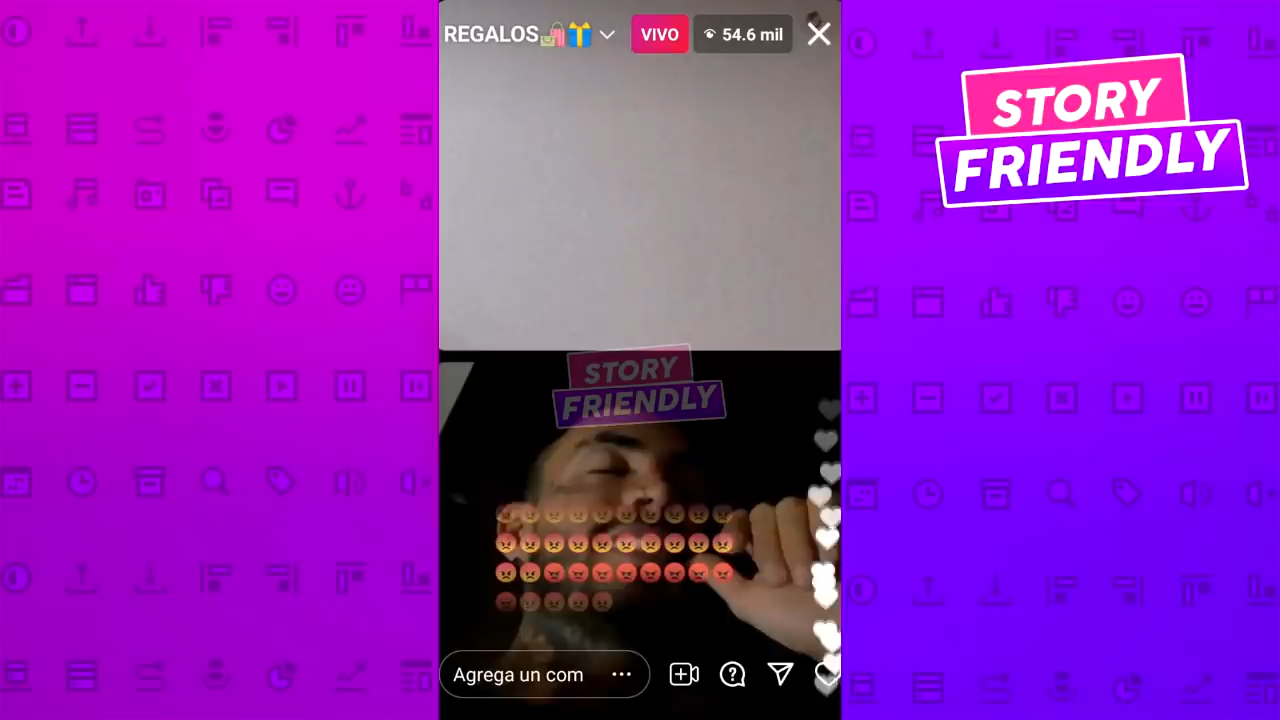 REGALOS🛍️🎁
VIVO
54.6 mil
STORY
FRIENDLY
STORY
FRIENDLY
Agrega un com